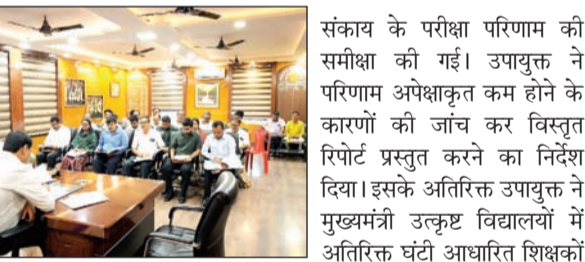 संकाय के परीक्षा परिणाम की
समीक्षा की गई। उपायुक्त ने
परिणाम अपेक्षाकृत कम होने के
कारणों की जांच कर विस्तृत
रिपोर्ट प्रस्तुत करने का निर्देश
दिया। इसके अतिरिक्त उपायुक्त ने
मुख्यमंत्री उत्कृष्ट विद्यालयों में
अतिरिक्त घंटी आधारित शिक्षकों